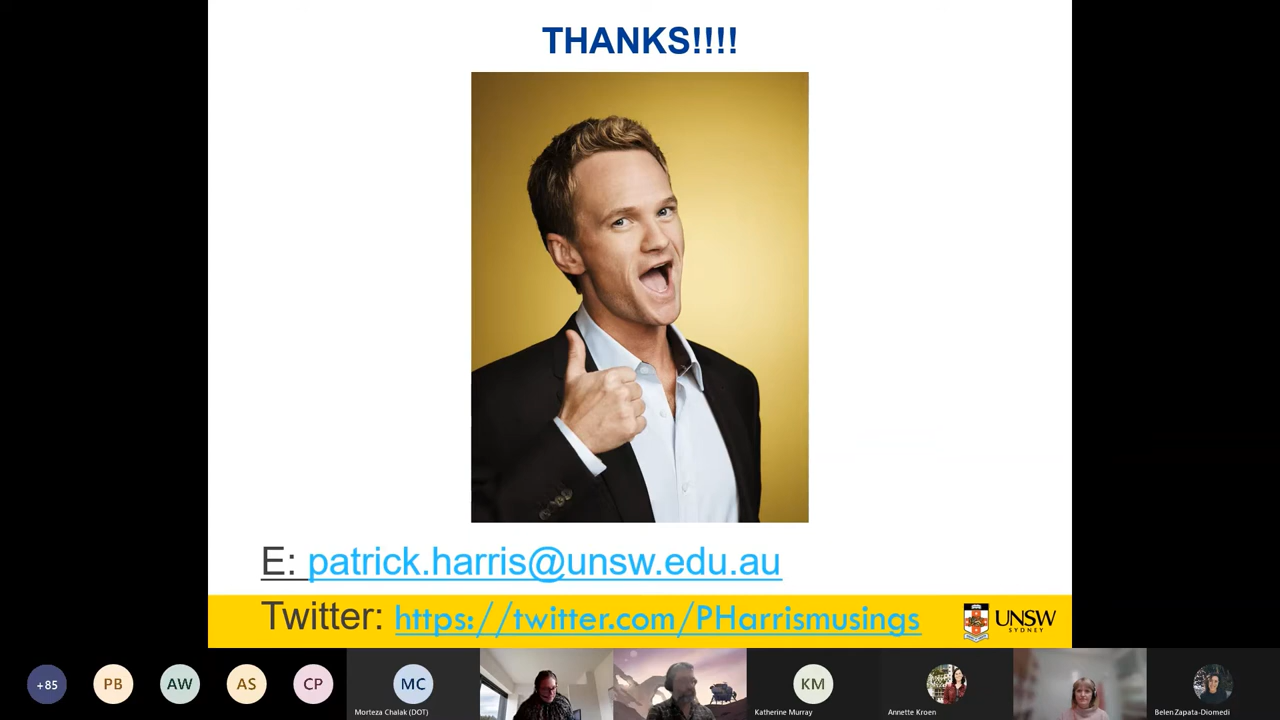 THANKS!!!!
E: patrick.harris@unsw.edu.au
Twitter: https://twitter.com/PHarrismusings
UNSW
SYDNEY
+85
PB
AW
AS
CP
MC
Morteza Chalak (DOT)
KM
Katherine Murray
Annette Kroen
Belen Zapata-Diomedi